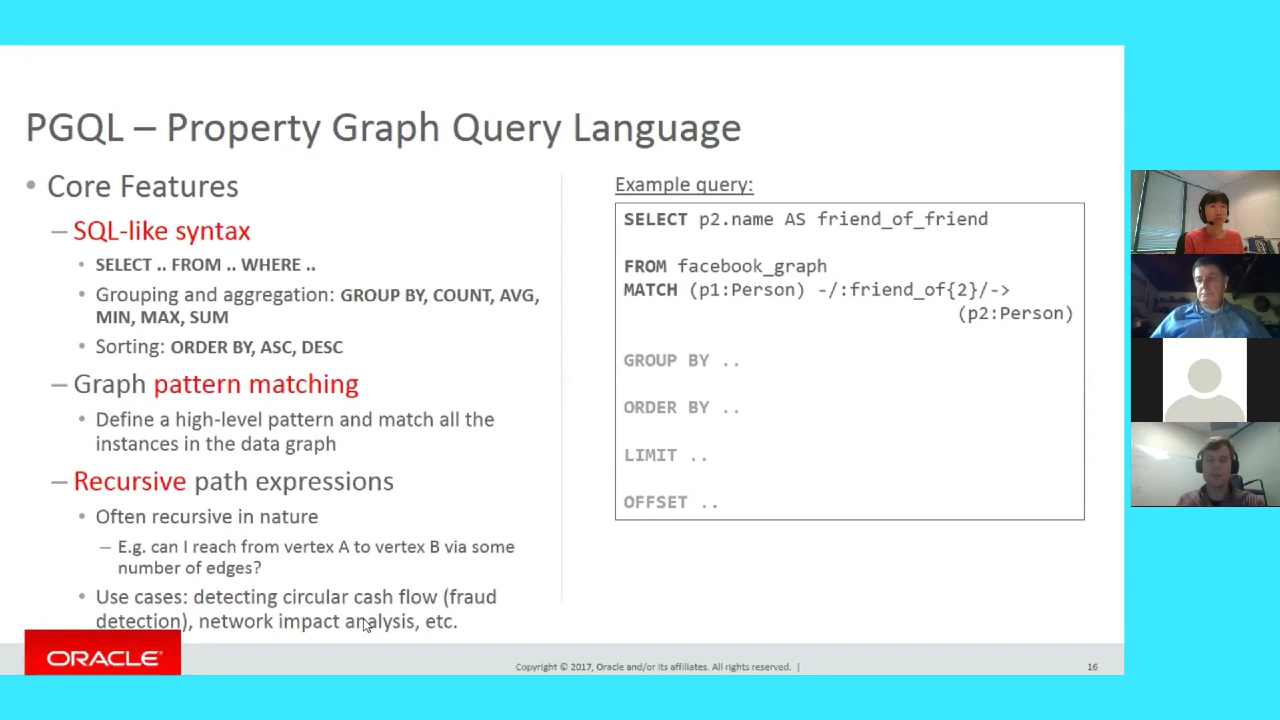 PGQL – Property Graph Query Language
• Core Features
– SQL-like syntax
• SELECT .. FROM .. WHERE ..
• Grouping and aggregation: GROUP BY, COUNT, AVG,
MIN, MAX, SUM
• Sorting: ORDER BY, ASC, DESC
– Graph pattern matching
• Define a high-level pattern and match all the
instances in the data graph
– Recursive path expressions
• Often recursive in nature
– E.g. can I reach from vertex A to vertex B via some
number of edges?
• Use cases: detecting circular cash flow (fraud
detection), network impact analysis, etc.
Example query:
SELECT p2.name AS friend_of_friend
FROM facebook_graph
MATCH (p1:Person) -/:friend_of{2}/->
(p2:Person)
GROUP BY ..
ORDER BY ..
LIMIT ..
OFFSET ..
ORACLE®
Copyright © 2017, Oracle and/or its affiliates. All rights reserved. |
16